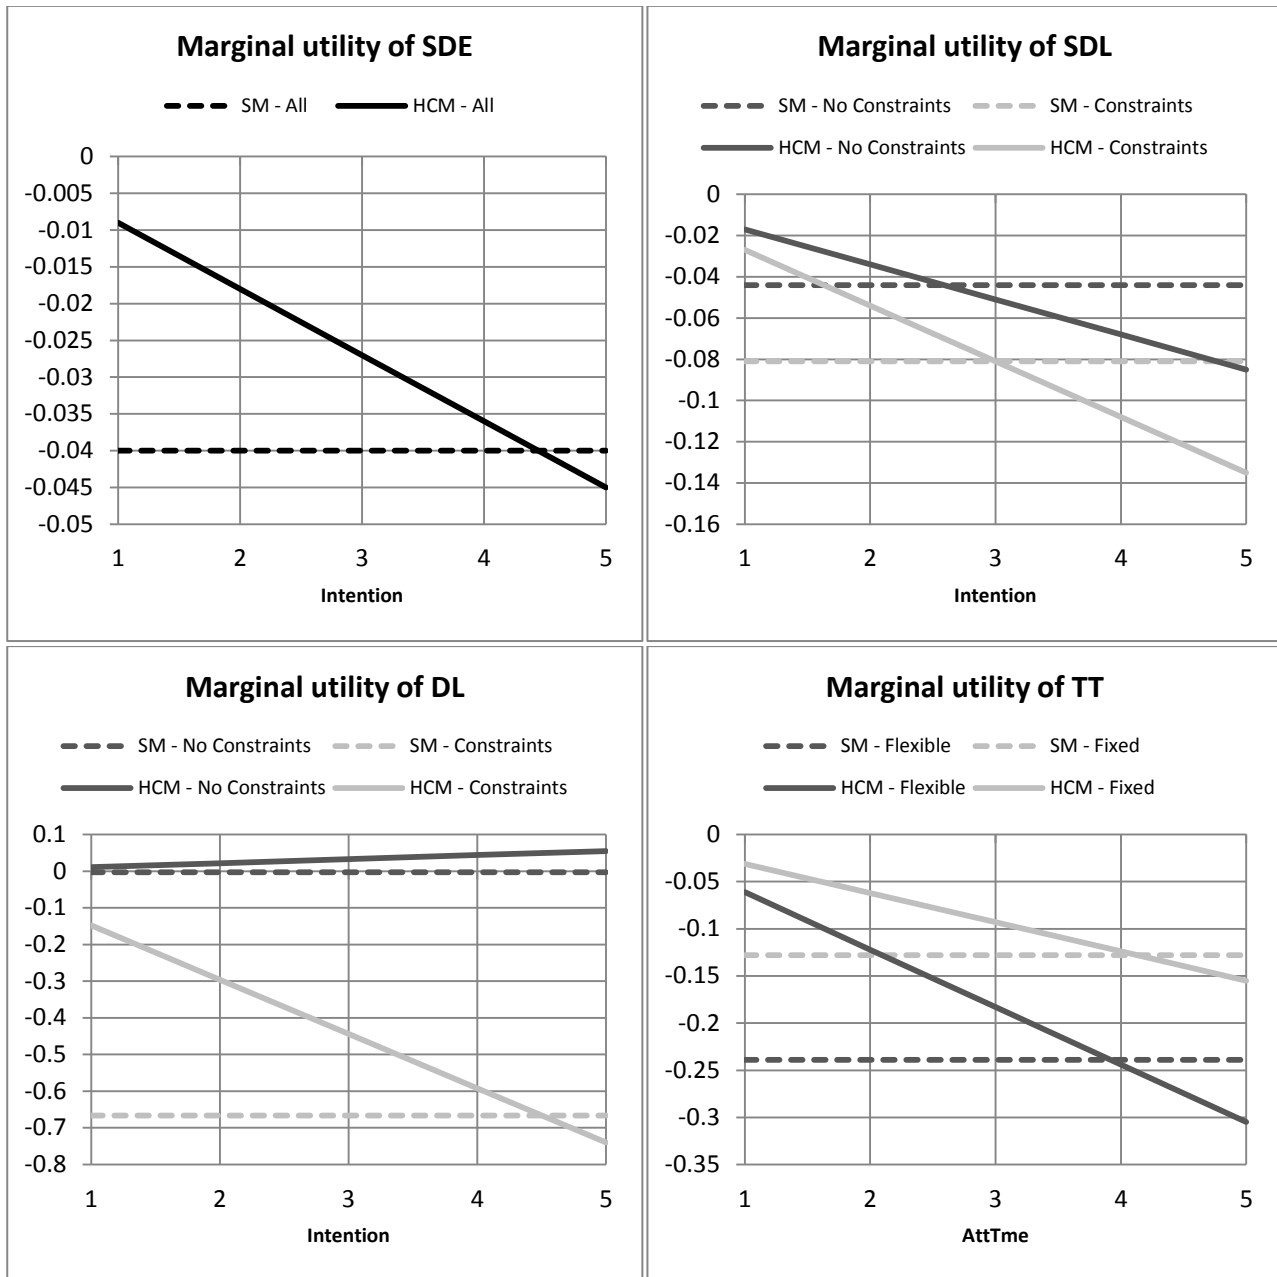 Marginal utility of SDE
SM - All HCM - All
0
-0.005
-0.01
-0.015
-0.02
-0.025
-0.03
-0.035
-0.04
-0.045
-0.05
1 2 3 4 5
Intention
Marginal utility of SDL
SM - No Constraints SM - Constraints
HCM - No Constraints HCM - Constraints
0
-0.02
-0.04
-0.06
-0.08
-0.1
-0.12
-0.14
-0.16
1 2 3 4 5
Intention
Marginal utility of DL
SM - No Constraints SM - Constraints
HCM - No Constraints HCM - Constraints
0.1
0
-0.1
-0.2
-0.3
-0.4
-0.5
-0.6
-0.7
-0.8
1 2 3 4 5
Intention
Marginal utility of TT
SM - Flexible SM - Fixed
HCM - Flexible HCM - Fixed
0
-0.05
-0.1
-0.15
-0.2
-0.25
-0.3
-0.35
1 2 3 4 5
AttTme